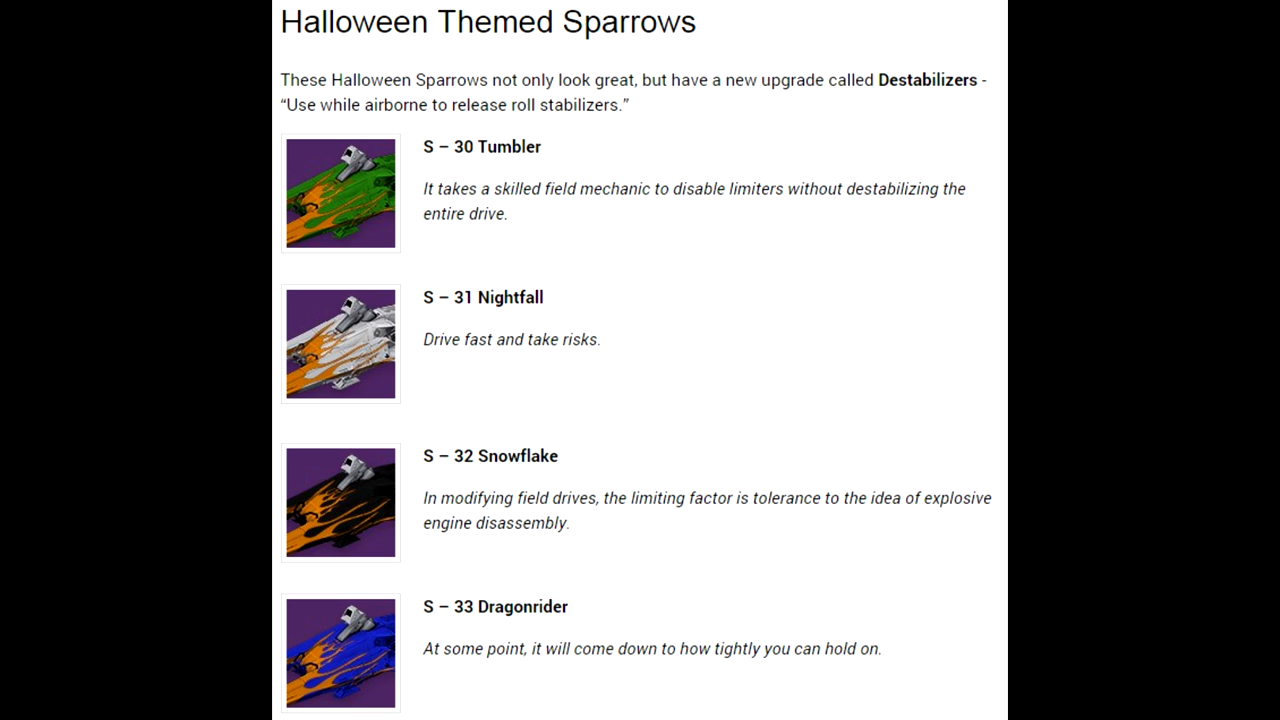 Halloween Themed Sparrows
These Halloween Sparrows not only look great, but have a new upgrade called Destabilizers -
“Use while airborne to release roll stabilizers.”
S – 30 Tumbler
It takes a skilled field mechanic to disable limiters without destabilizing the
entire drive.
S – 31 Nightfall
Drive fast and take risks.
S – 32 Snowflake
In modifying field drives, the limiting factor is tolerance to the idea of explosive
engine disassembly.
S – 33 Dragonrider
At some point, it will come down to how tightly you can hold on.